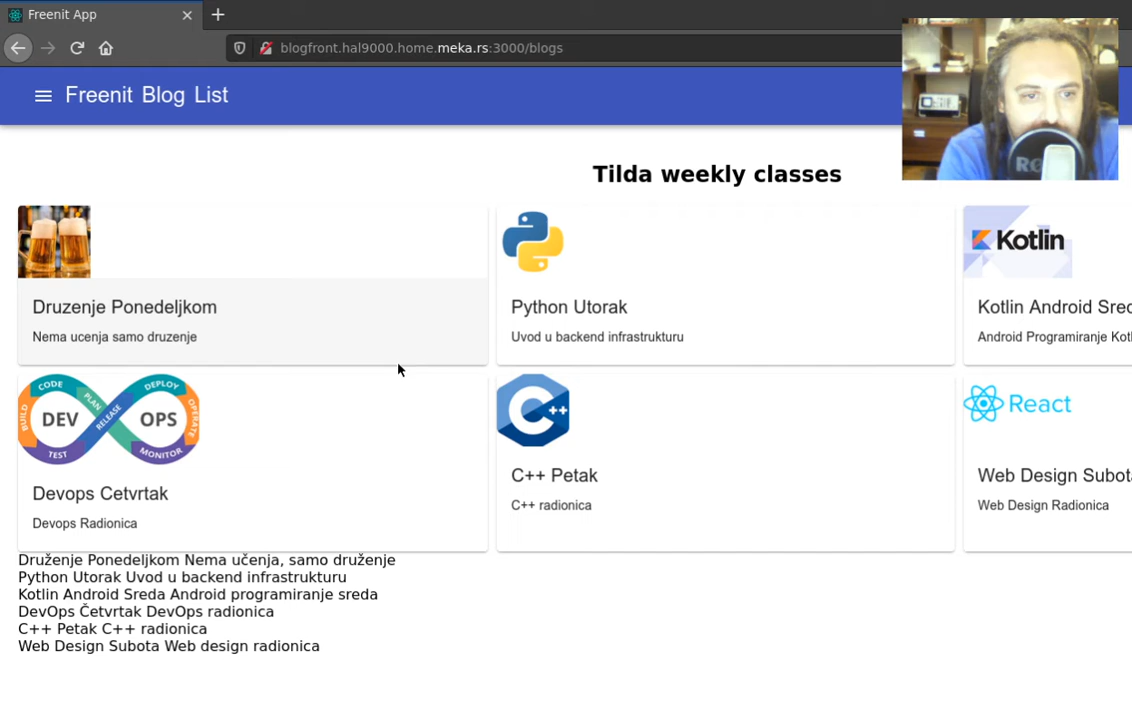 Freenit App
blogfront.hal9000.home.meka.rs:3000/blogs
Freenit Blog List
Tilda weekly classes
Druzenje Ponedeljkom
Nema ucenja samo druzenje
Python Utorak
Uvod u backend infrastrukturu
Kotlin
Kotlin Android Sred
Android Programiranje Kotl
CODE
DEPLOY
BUILD
PLAN
RELEASE
OPERATE
DEV
OPS
TEST
MONITOR
Devops Cetvrtak
Devops Radionica
C++
C++ Petak
C++ radionica
React
Web Design Subota
Web Design Radionica
Druženje Ponedeljkom Nema učenja, samo druženje
Python Utorak Uvod u backend infrastrukturu
Kotlin Android Sreda Android programiranje sreda
DevOps Četvrtak DevOps radionica
C++ Petak C++ radionica
Web Design Subota Web design radionica